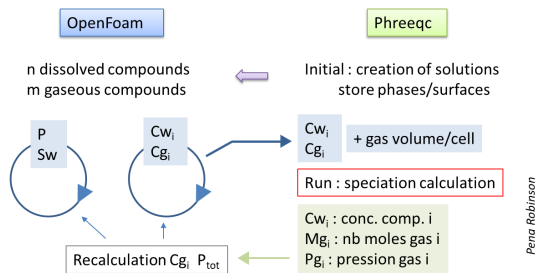 OpenFoam
Phreeqc
n dissolved compounds
m gaseous compounds
Initial : creation of solutions
store phases/surfaces
P
Sw
Cwi
Cgi
Cwi
Cgi
+ gas volume/cell
Run : speciation calculation
Cwi : conc. comp. i
Mgi : nb moles gas i
Pgi : pression gas i
Recalculation Cgi Ptot
Peng Robinson